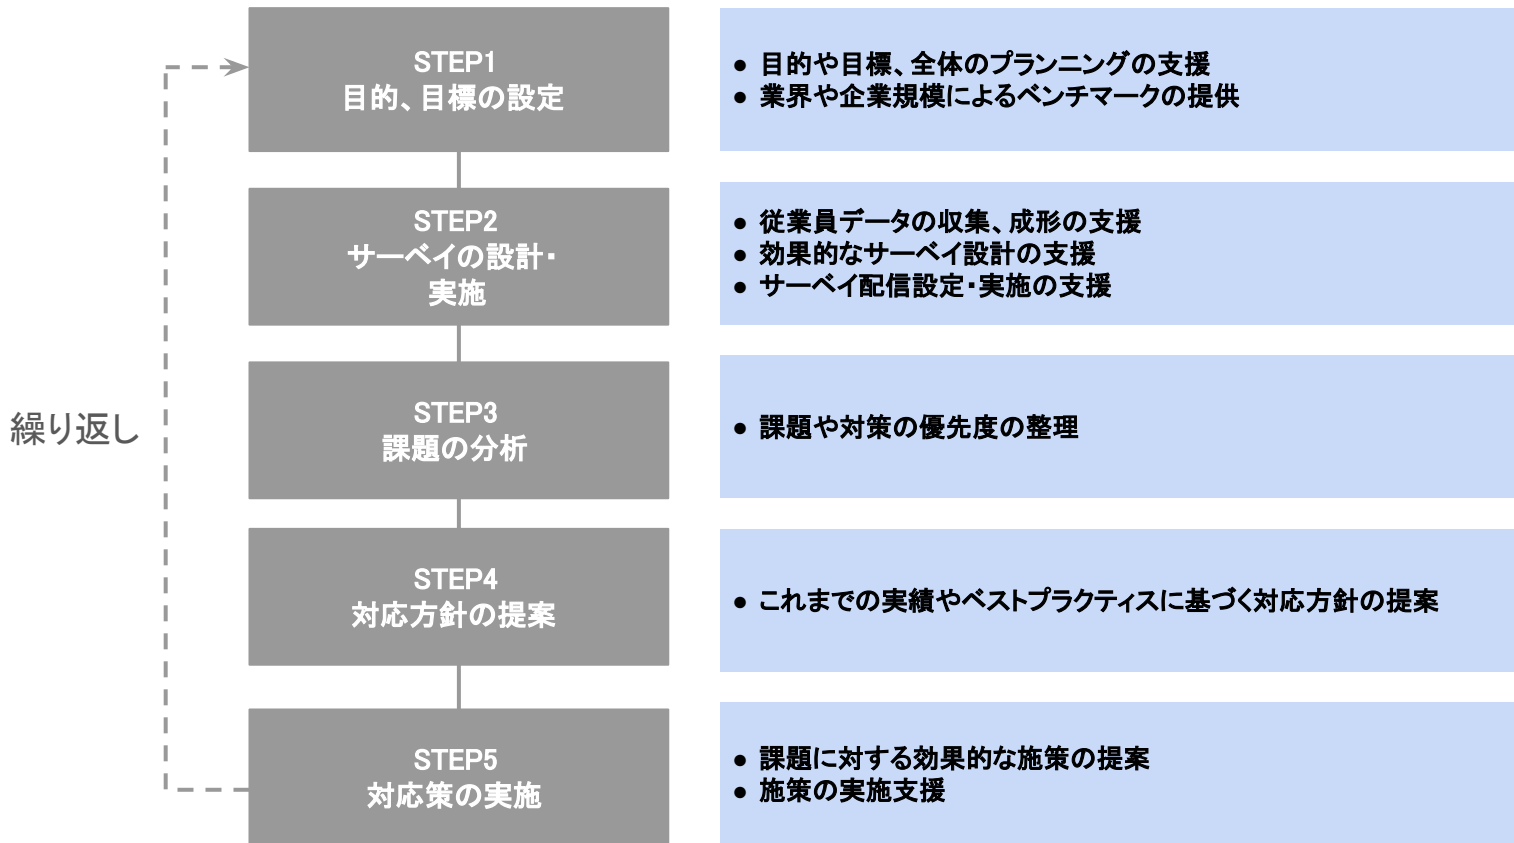 STEP1
目的、目標の設定
● 目的や目標、全体のプランニングの支援
● 業界や企業規模によるベンチマークの提供
STEP2
サーベイの設計・
実施
● 従業員データの収集、成形の支援
● 効果的なサーベイ設計の支援
● サーベイ配信設定・実施の支援
繰り返し
STEP3
課題の分析
● 課題や対策の優先度の整理
STEP4
対応方針の提案
● これまでの実績やベストプラクティスに基づく対応方針の提案
STEP5
対応策の実施
● 課題に対する効果的な施策の提案
● 施策の実施支援